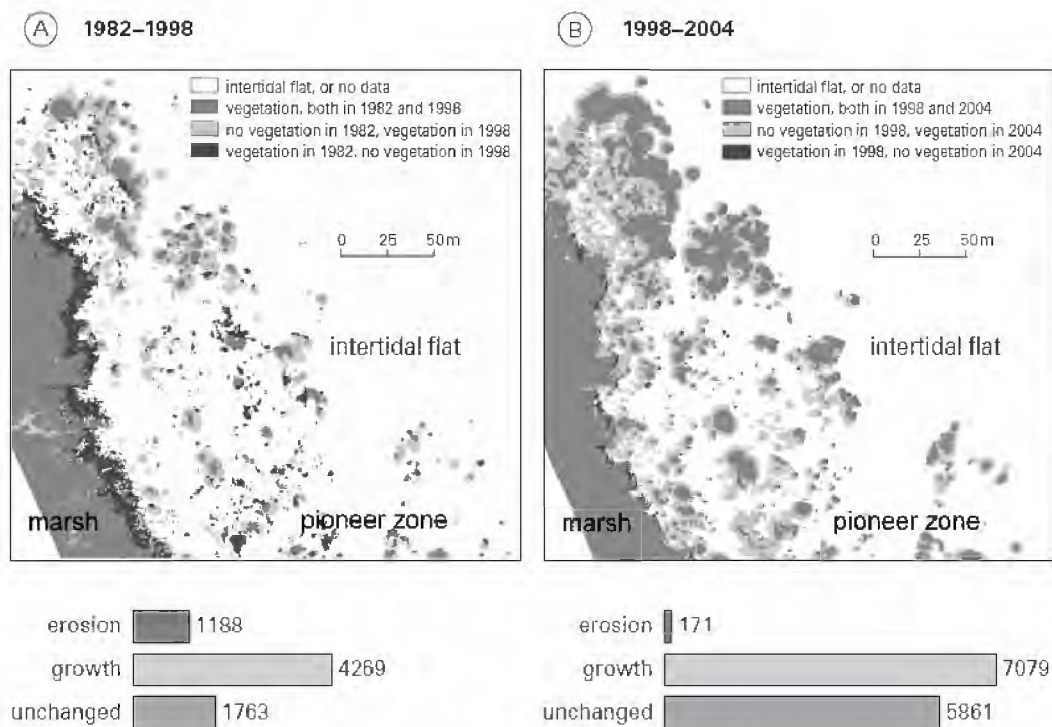 A 1982–1998
intertidal flat, or no data
vegetation, both in 1982 and 1998
no vegetation in 1982, vegetation in 1998
vegetation in 1982, no vegetation in 1998
0 25 50m
intertidal flat
marsh
pioneer zone
erosion 1188
growth 4269
unchanged 1763
B 1998–2004
intertidal flat, or no data
vegetation, both in 1998 and 2004
no vegetation in 1998, vegetation in 2004
vegetation in 1998, no vegetation in 2004
0 25 50m
intertidal flat
marsh
pioneer zone
erosion 171
growth 7079
unchanged 5861